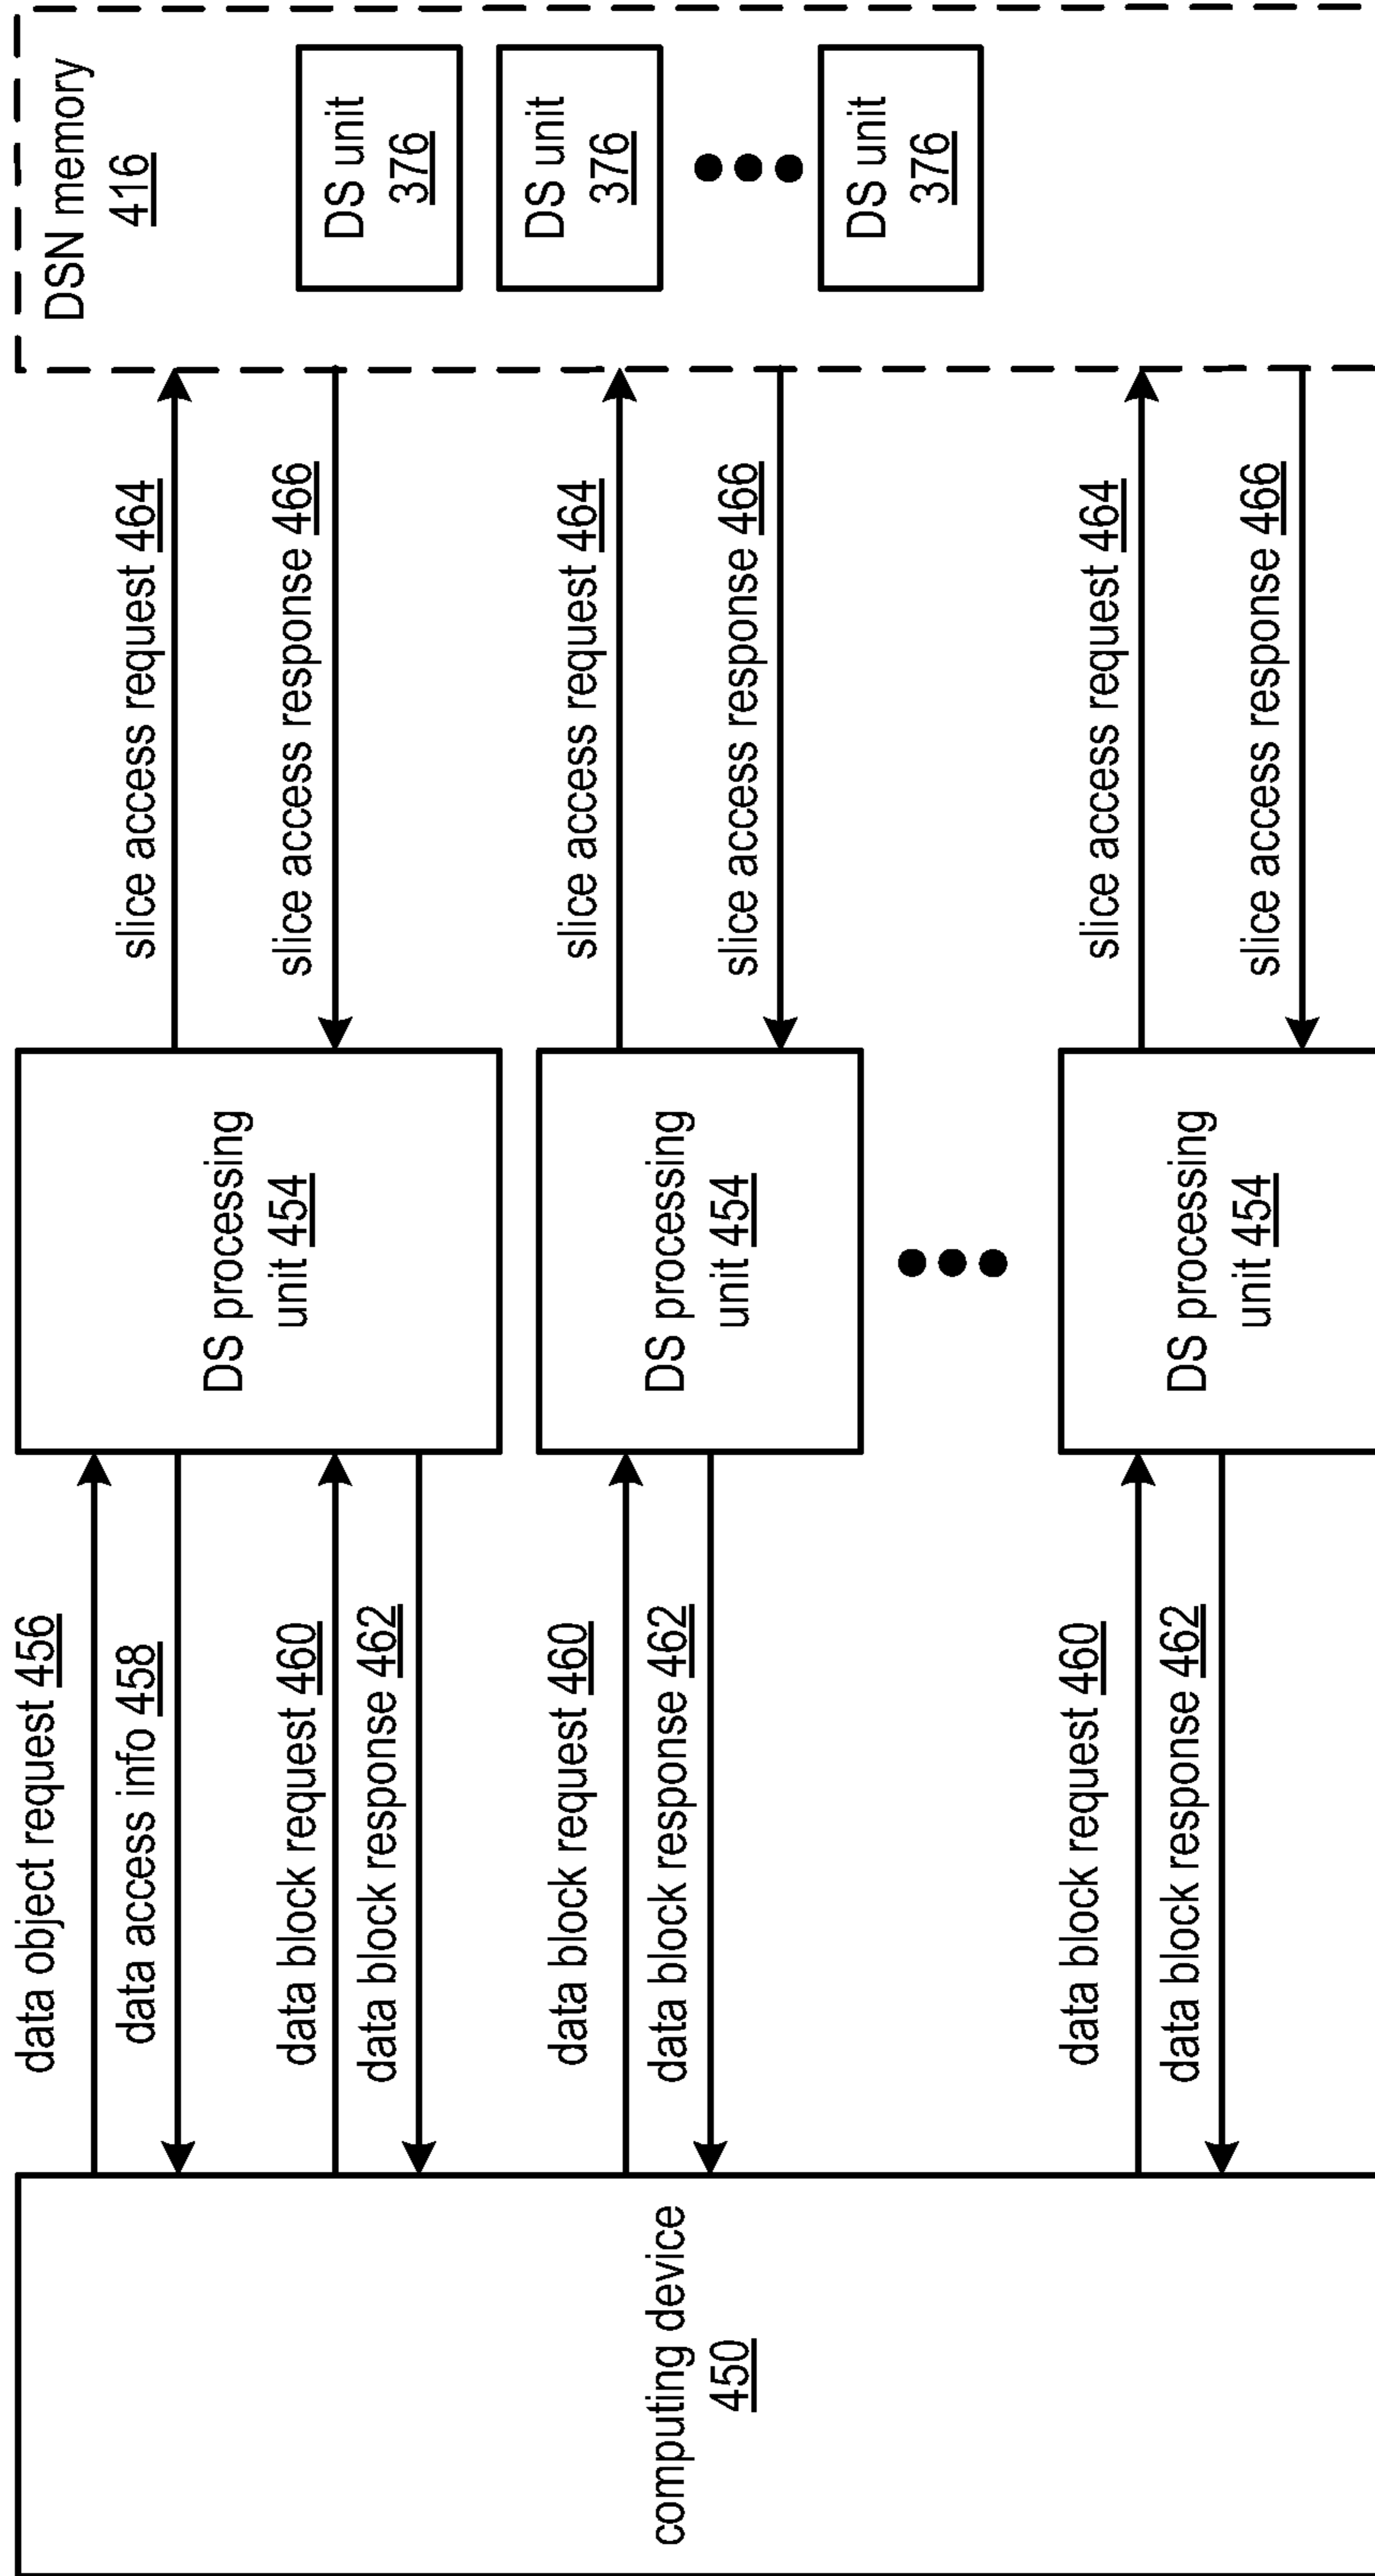 computing device
450
data object request 456
data access info 458
data block request 460
data block response 462
data block request 460
data block response 462
data block request 460
data block response 462
DS processing
unit 454
DS processing
unit 454
DS processing
unit 454
slice access request 464
slice access response 466
slice access request 464
slice access response 466
slice access request 464
slice access response 466
DSN memory
416
DS unit
376
DS unit
376
DS unit
376